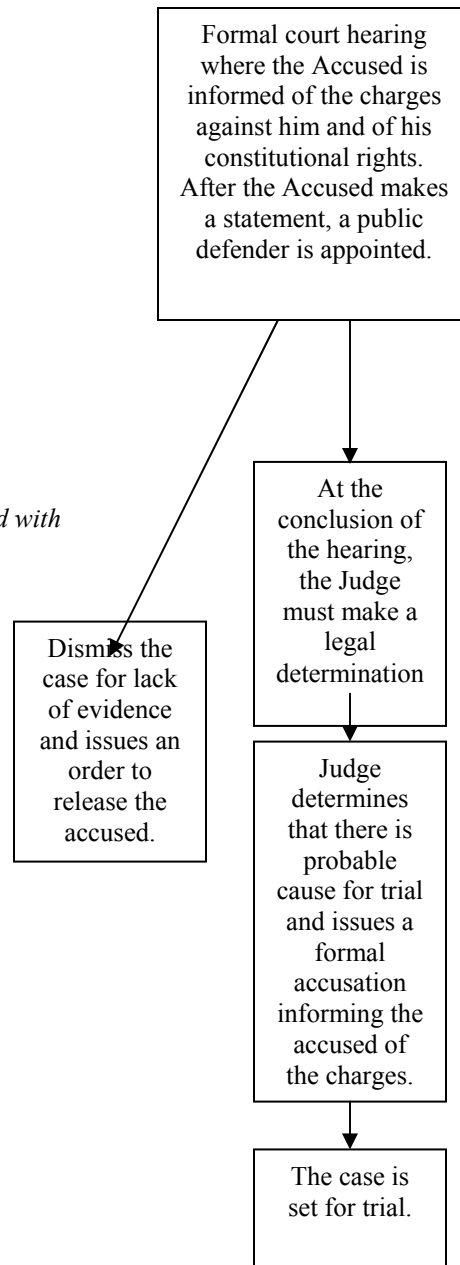 Formal court hearing
where the Accused is
informed of the charges
against him and of his
constitutional rights.
After the Accused makes
a statement, a public
defender is appointed.
d with
At the
conclusion of
the hearing,
the Judge
must make a
legal
determination
Dismiss the
case for lack
of evidence
and issues an
order to
release the
accused.
Judge
determines
that there is
probable
cause for trial
and issues a
formal
accusation
informing the
accused of
the charges.
The case is
set for trial.